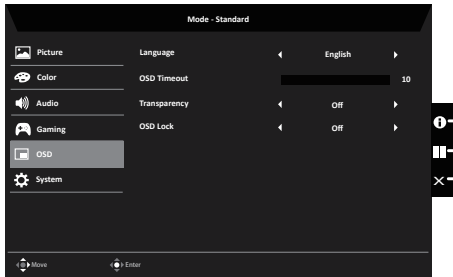 Mode - Standard
Picture
Language English
Color
OSD Timeout 10
Audio
Transparency Off
Gaming
OSD Lock Off
OSD
System
Move Enter